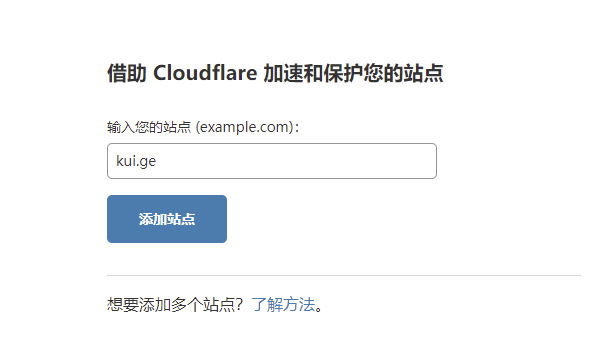 借助 Cloudflare 加速和保护您的站点
输入您的站点 (example.com)：
kui.ge
添加站点
想要添加多个站点？了解方法。